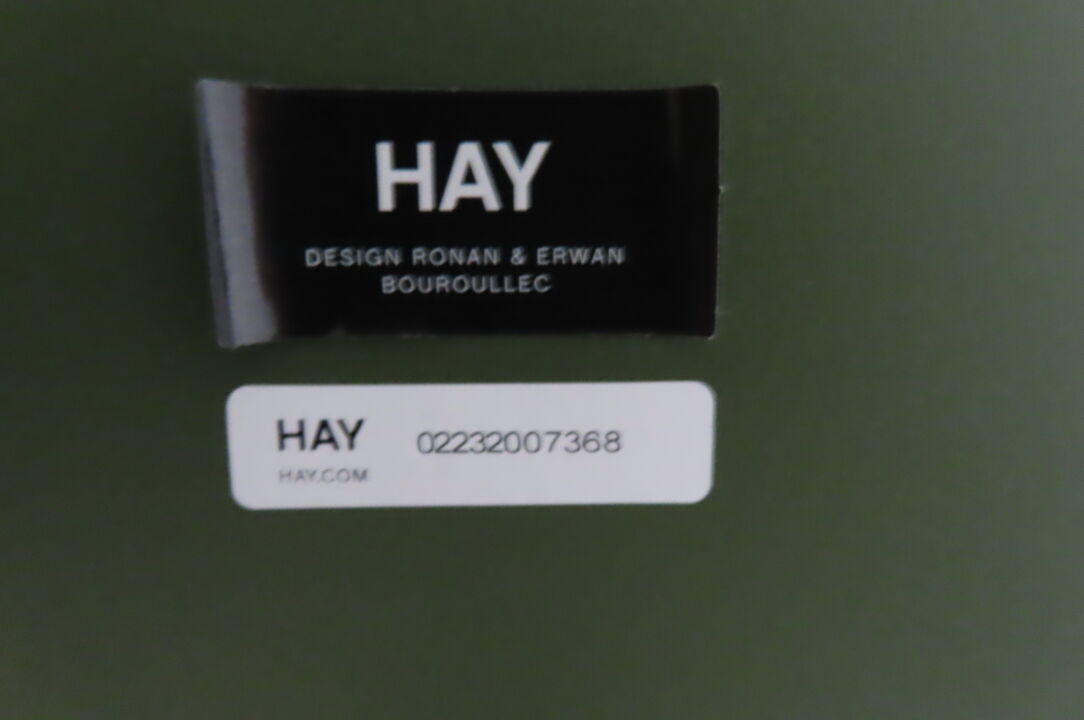 HAY
DESIGN RONAN & ERWAN
BOUROULLEC
HAY 02232007368
HAY.COM